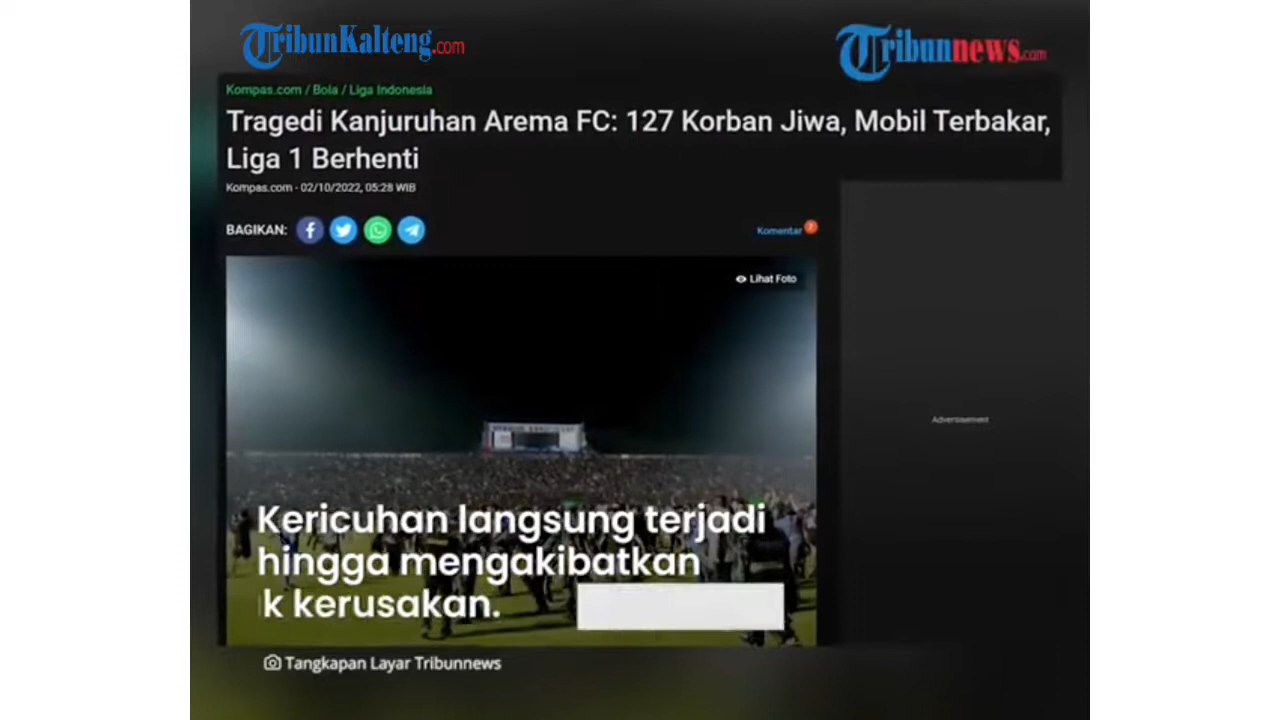 TribunKalteng.com
Tribunnews.com
Kompas.com / Bola / Liga Indonesia
Tragedi Kanjuruhan Arema FC: 127 Korban Jiwa, Mobil Terbakar,
Liga 1 Berhenti
Kompas.com - 02/10/2022, 05:28 WIB
BAGIKAN:
Komentar
Lihat Foto
Kericuhan langsung terjadi
hingga mengakibatkan
k kerusakan.
Advertisement
Tangkapan Layar Tribunnews